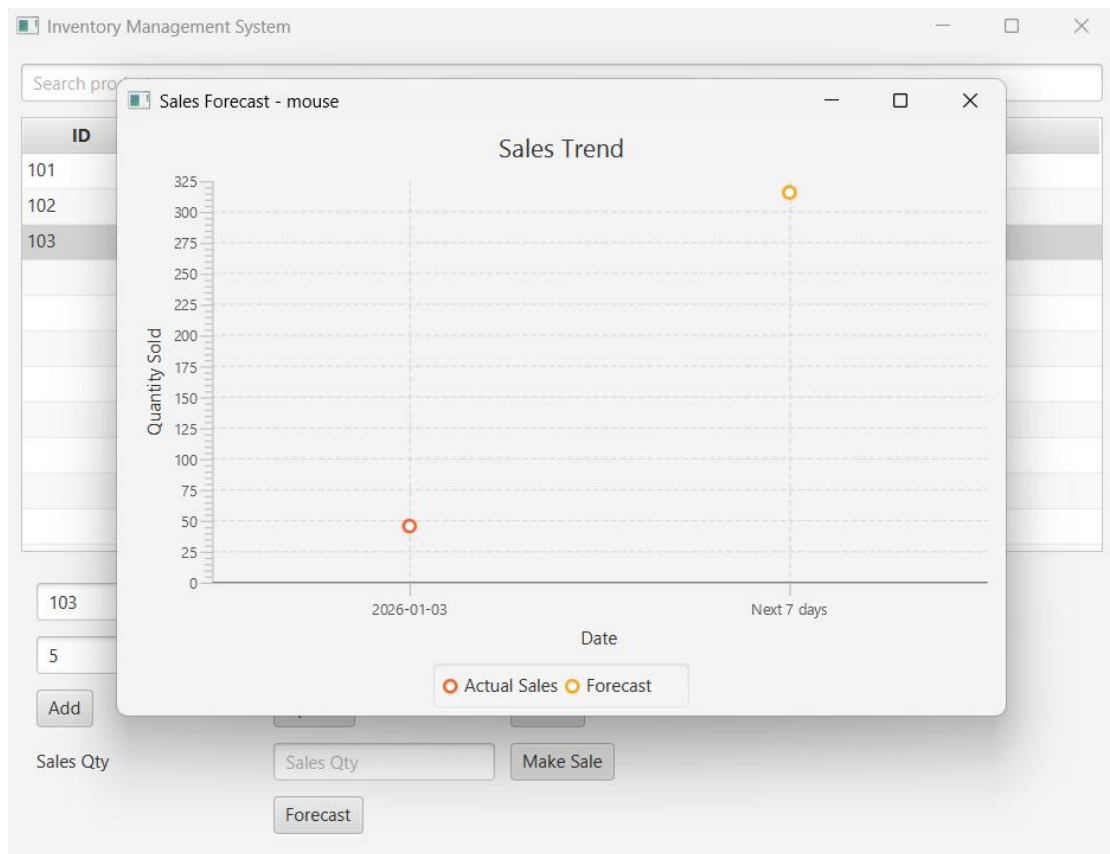 Inventory Management System
Search pro
Sales Forecast - mouse
ID
Sales Trend
101
102
103
325
300
275
250
225
200
175
150
125
100
75
50
25
0
Quantity Sold
2026-01-03
Next 7 days
Date
Actual Sales
Forecast
103
5
Add
Sales Qty
Sales Qty
Make Sale
Forecast